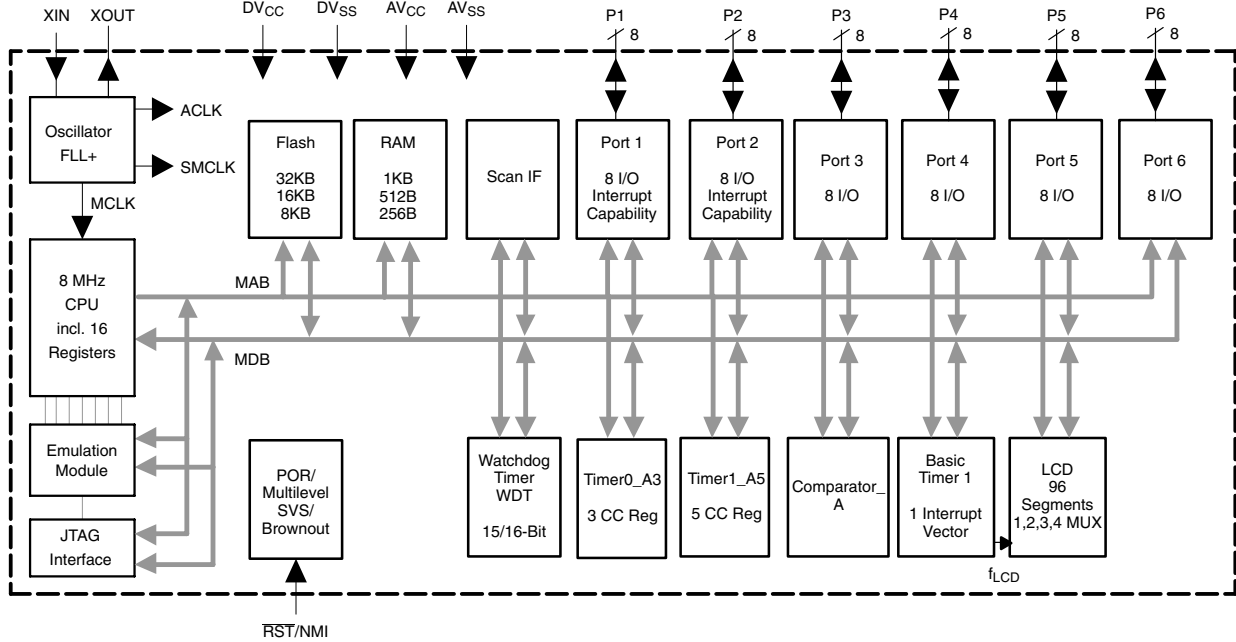 XIN XOUT DVCC DVSS AVCC AVSS P1 P2 P3 P4 P5 P6
8 8 8 8 8 8
Oscillator
FLL+
ACLK
SMCLK
MCLK
Flash
32KB
16KB
8KB
RAM
1KB
512B
256B
Scan IF
Port 1
8 I/O
Interrupt
Capability
Port 2
8 I/O
Interrupt
Capability
Port 3
8 I/O
Port 4
8 I/O
Port 5
8 I/O
Port 6
8 I/O
8 MHz
CPU
incl. 16
Registers
MAB
MDB
Emulation
Module
JTAG
Interface
POR/
Multilevel
SVS/
Brownout
Watchdog
Timer
WDT
15/16-Bit
Timer0_A3
3 CC Reg
Timer1_A5
5 CC Reg
Comparator_
A
Basic
Timer 1
1 Interrupt
Vector
LCD
96
Segments
1,2,3,4 MUX
fLCD
RST/NMI